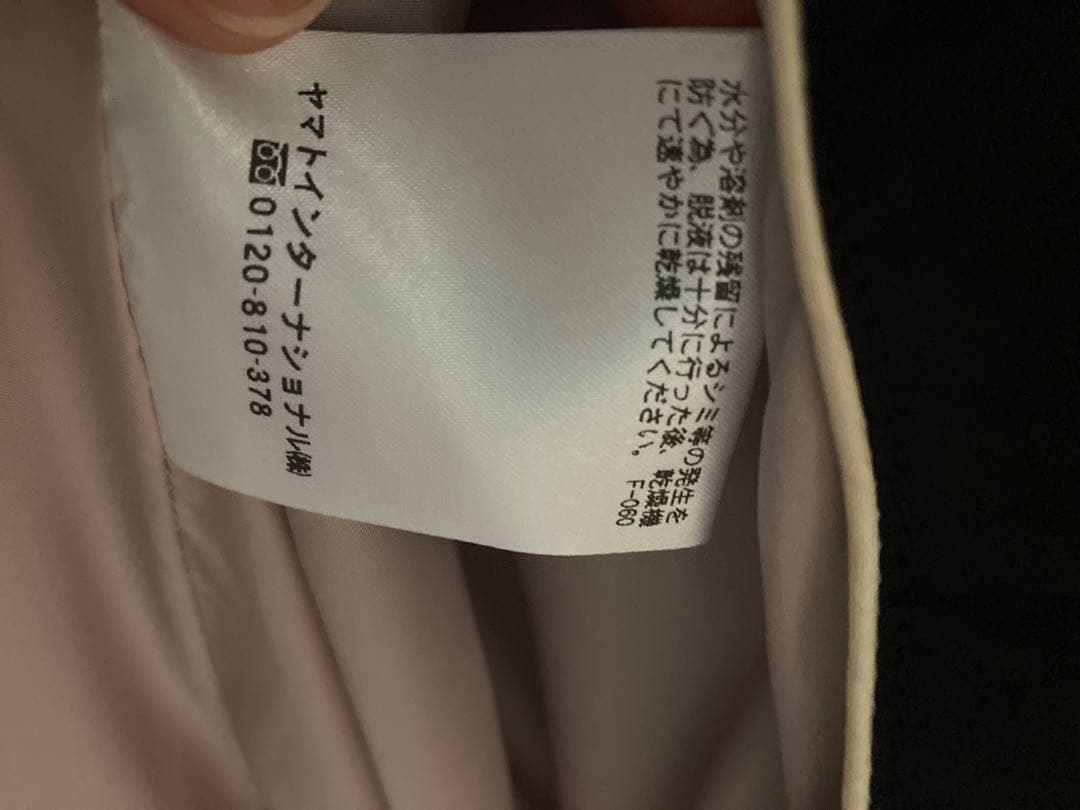 水分や溶剤の残留によるシミ等の発生を
防ぐ為、脱液は十分に行った後、乾燥機
にて速やかに乾燥してください。 F-060
ヤマトインターナショナル㈱
0120-810-378